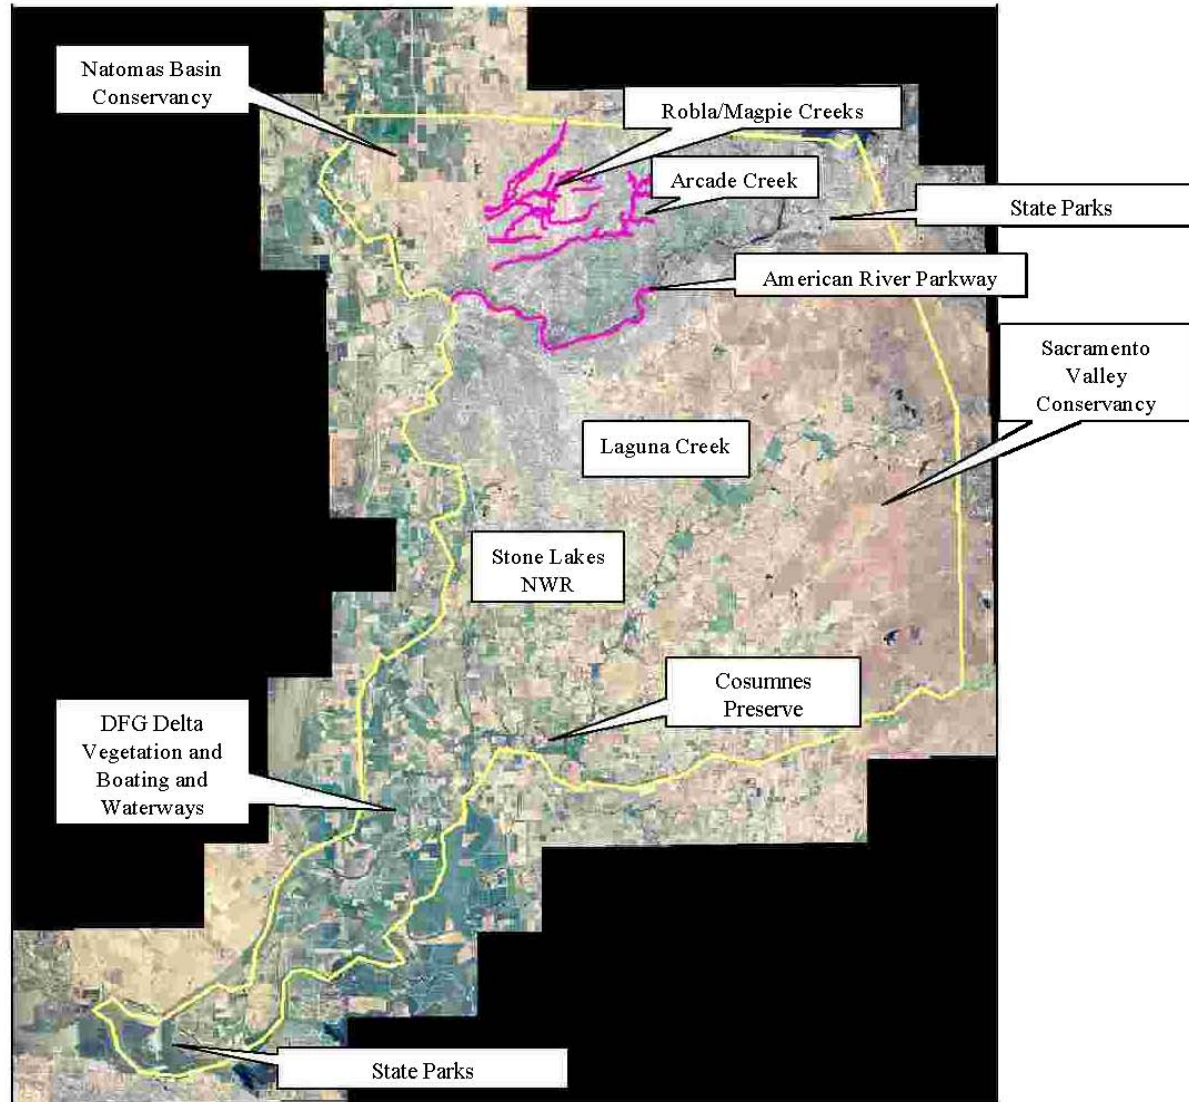 Natomas Basin
Conservancy
Robla/Magpie Creeks
Arcade Creek
State Parks
American River Parkway
Sacramento
Valley
Conservancy
Laguna Creek
Stone Lakes
NWR
Cosumnes
Preserve
DFG Delta
Vegetation and
Boating and
Waterways
State Parks